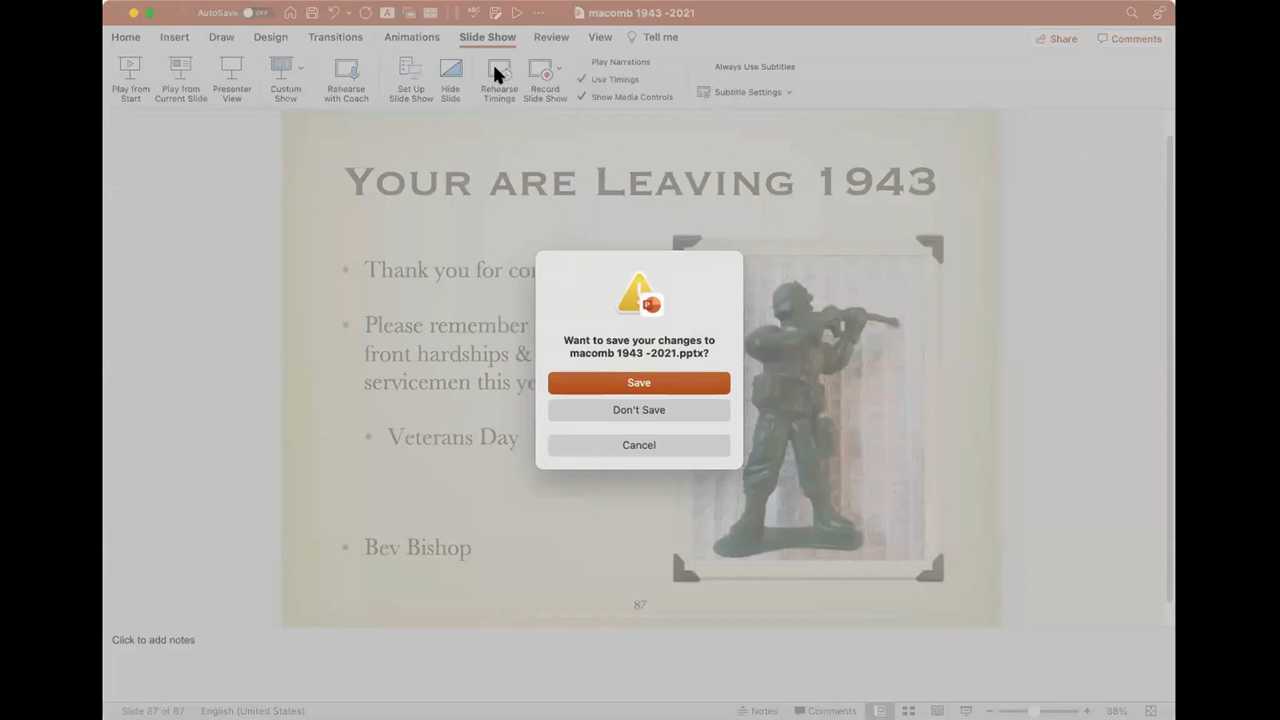 AutoSave OFF
macomb 1943 -2021
Home Insert Draw Design Transitions Animations Slide Show Review View Tell me
Share Comments
Play from Start
Play from Current Slide
Presenter View
Custom Show
Rehearse with Coach
Set Up Slide Show
Hide Slide
Rehearse Timings
Record Slide Show
Play Narrations
Use Timings
Show Media Controls
Always Use Subtitles
Subtitle Settings
Your are Leaving 1943
Thank you for
Please remember
front hardships &
servicemen this
Veterans Day
Bev Bishop
87
Want to save your changes to
macomb 1943 -2021.pptx?
Save
Don't Save
Cancel
Click to add notes
Slide 87 of 87 English (United States) Notes Comments 88%